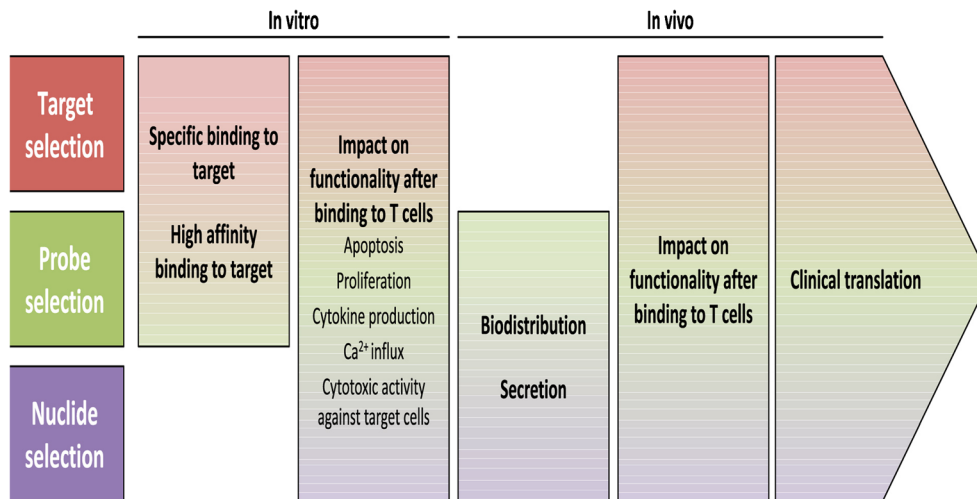 In vitro
In vivo
Target
selection
Probe
selection
Nuclide
selection
Specific binding to
target
High affinity
binding to target
Impact on
functionality after
binding to T cells
Apoptosis
Proliferation
Cytokine production
Ca²⁺ influx
Cytotoxic activity
against target cells
Biodistribution
Secretion
Impact on
functionality after
binding to T cells
Clinical translation